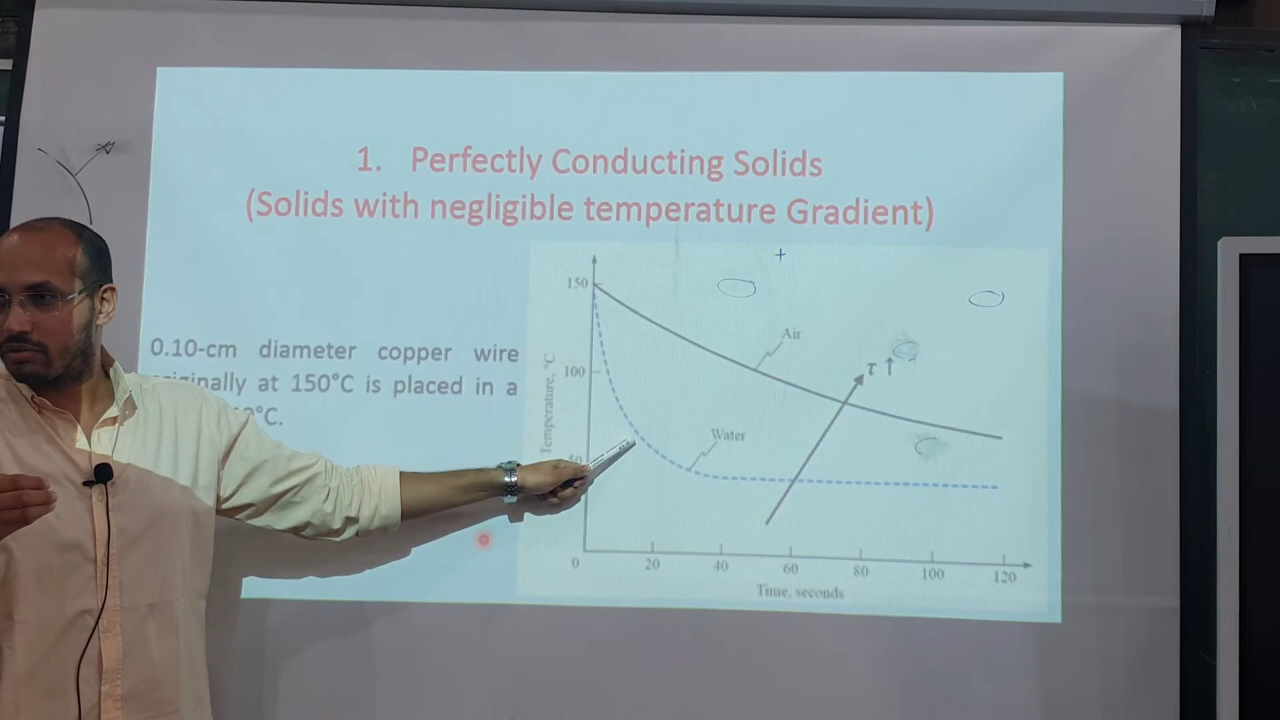 1. Perfectly Conducting Solids
(Solids with negligible temperature Gradient)
0.10-cm diameter copper wire
at 150°C is placed in a
°C.
Temperature, °C
150
100
50
0
20
40
60
80
100
120
Time, seconds
Air
Water
τ ↑
+